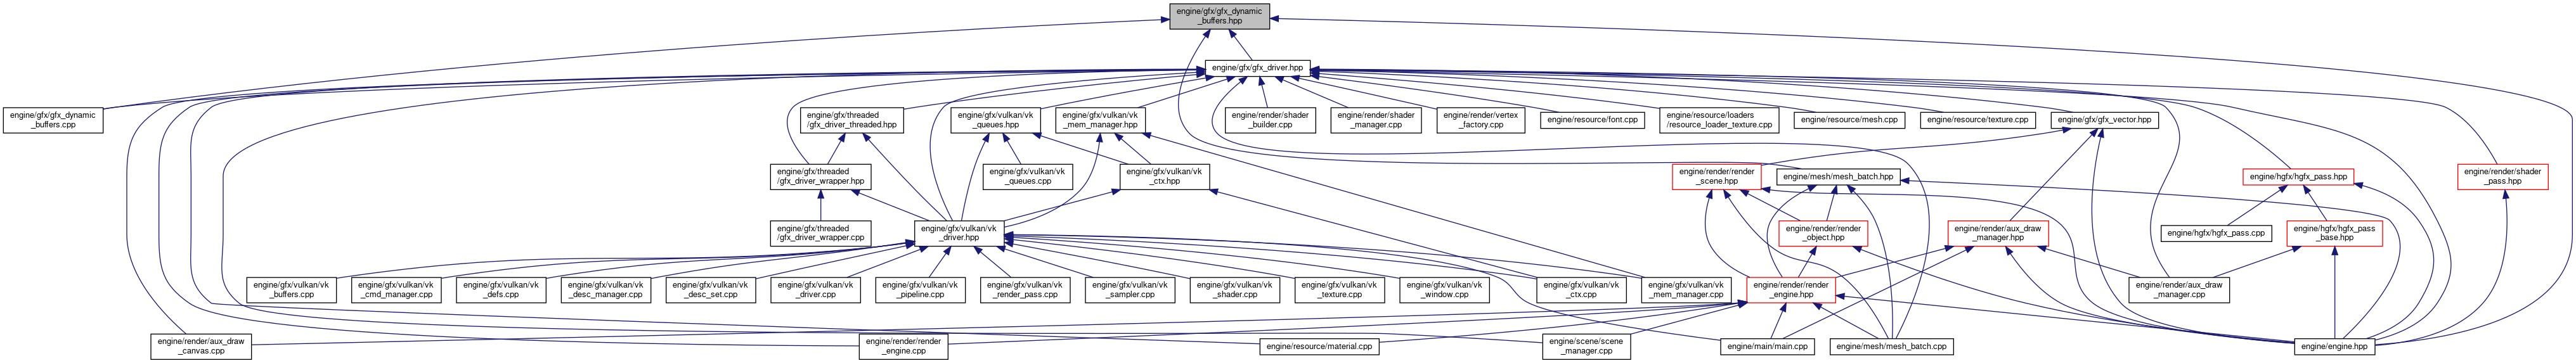 engine/gfx/gfx_dynamic
_buffers.hpp
engine/gfx/gfx_driver.hpp
engine/gfx/gfx_dynamic
_buffers.cpp
engine/gfx/threaded
/gfx_driver_threaded.hpp
engine/gfx/vulkan/vk
_queues.hpp
engine/gfx/vulkan/vk
_mem_manager.hpp
engine/render/shader
_builder.cpp
engine/render/shader
_manager.cpp
engine/render/vertex
_factory.cpp
engine/resource/font.cpp
engine/resource/loaders
/resource_loader_texture.cpp
engine/resource/mesh.cpp
engine/resource/texture.cpp
engine/gfx/gfx_vector.hpp
engine/gfx/threaded
/gfx_driver_wrapper.hpp
engine/gfx/vulkan/vk
_queues.cpp
engine/gfx/vulkan/vk
_ctx.hpp
engine/render/render
_scene.hpp
engine/mesh/mesh_batch.hpp
engine/hgfx/hgfx_pass.hpp
engine/render/shader
_pass.hpp
engine/gfx/threaded
/gfx_driver_wrapper.cpp
engine/gfx/vulkan/vk
_driver.hpp
engine/render/render
_object.hpp
engine/render/aux_draw
_manager.hpp
engine/hgfx/hgfx_pass.cpp
engine/hgfx/hgfx_pass
_base.hpp
engine/gfx/vulkan/vk
_buffers.cpp
engine/gfx/vulkan/vk
_cmd_manager.cpp
engine/gfx/vulkan/vk
_defs.cpp
engine/gfx/vulkan/vk
_desc_manager.cpp
engine/gfx/vulkan/vk
_desc_set.cpp
engine/gfx/vulkan/vk
_driver.cpp
engine/gfx/vulkan/vk
_pipeline.cpp
engine/gfx/vulkan/vk
_render_pass.cpp
engine/gfx/vulkan/vk
_sampler.cpp
engine/gfx/vulkan/vk
_shader.cpp
engine/gfx/vulkan/vk
_texture.cpp
engine/gfx/vulkan/vk
_window.cpp
engine/gfx/vulkan/vk
_ctx.cpp
engine/gfx/vulkan/vk
_mem_manager.cpp
engine/render/render
_engine.hpp
engine/render/aux_draw
_manager.cpp
engine/render/aux_draw
_canvas.cpp
engine/render/render
_engine.cpp
engine/resource/material.cpp
engine/scene/scene
_manager.cpp
engine/main/main.cpp
engine/mesh/mesh_batch.cpp
engine/engine.hpp